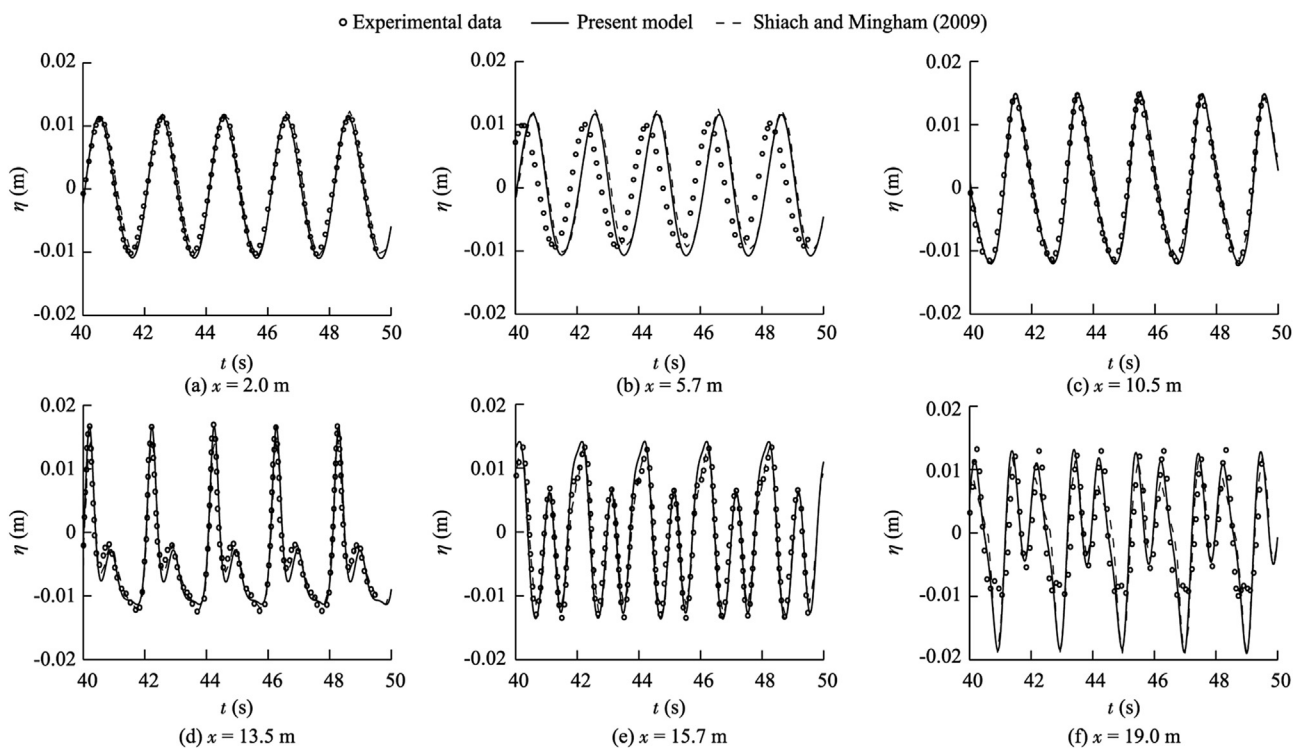 Experimental data Present model Shiach and Mingham (2009)
0.02 0.02 0.02
0.01 0.01 0.01
0 0 0
-0.01 -0.01 -0.01
-0.02 -0.02 -0.02
η (m) η (m) η (m)
40 42 44 46 48 50 40 42 44 46 48 50 40 42 44 46 48 50
t (s) t (s) t (s)
(a) x = 2.0 m (b) x = 5.7 m (c) x = 10.5 m
0.02 0.02 0.02
0.01 0.01 0.01
0 0 0
-0.01 -0.01 -0.01
-0.02 -0.02 -0.02
η (m) η (m) η (m)
40 42 44 46 48 50 40 42 44 46 48 50 40 42 44 46 48 50
t (s) t (s) t (s)
(d) x = 13.5 m (e) x = 15.7 m (f) x = 19.0 m